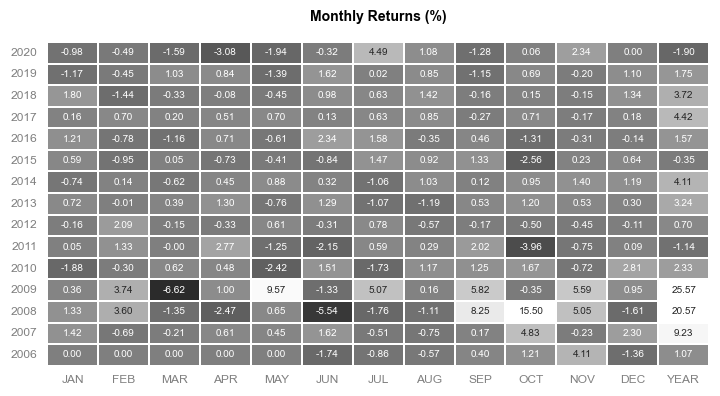 Monthly Returns (%)
2020 -0.98 -0.49 -1.59 -3.08 -1.94 -0.32 4.49 1.08 -1.28 0.06 2.34 0.00 -1.90
2019 -1.17 -0.45 1.03 0.84 -1.39 1.62 0.02 0.85 -1.15 0.69 -0.20 1.10 1.75
2018 1.80 -1.44 -0.33 -0.08 -0.45 0.98 0.63 1.42 -0.16 0.15 -0.15 1.34 3.72
2017 0.16 0.70 0.20 0.51 0.70 0.13 0.63 0.85 -0.27 0.71 -0.17 0.18 4.42
2016 1.21 -0.78 -1.16 0.71 -0.61 2.34 1.58 -0.35 0.46 -1.31 -0.31 -0.14 1.57
2015 0.59 -0.95 0.05 -0.73 -0.41 -0.84 1.47 0.92 1.33 -2.56 0.23 0.64 -0.35
2014 -0.74 0.14 -0.62 0.45 0.88 0.32 -1.06 1.03 0.12 0.95 1.40 1.19 4.11
2013 0.72 -0.01 0.39 1.30 -0.76 1.29 -1.07 -1.19 0.53 1.20 0.53 0.30 3.24
2012 -0.16 2.09 -0.15 -0.33 0.61 -0.31 0.78 -0.57 -0.17 -0.50 -0.45 -0.11 0.70
2011 0.05 1.33 -0.00 2.77 -1.25 -2.15 0.59 0.29 2.02 -3.96 -0.75 0.09 -1.14
2010 -1.88 -0.30 0.62 0.48 -2.42 1.51 -1.73 1.17 1.25 1.67 -0.72 2.81 2.33
2009 0.36 3.74 -6.62 1.00 9.57 -1.33 5.07 0.16 5.82 -0.35 5.59 0.95 25.57
2008 1.33 3.60 -1.35 -2.47 0.65 -5.54 -1.76 -1.11 8.25 15.50 5.05 -1.61 20.57
2007 1.42 -0.69 -0.21 0.61 0.45 1.62 -0.51 -0.75 0.17 4.83 -0.23 2.30 9.23
2006 0.00 0.00 0.00 0.00 0.00 -1.74 -0.86 -0.57 0.40 1.21 4.11 -1.36 1.07
JAN FEB MAR APR MAY JUN JUL AUG SEP OCT NOV DEC YEAR